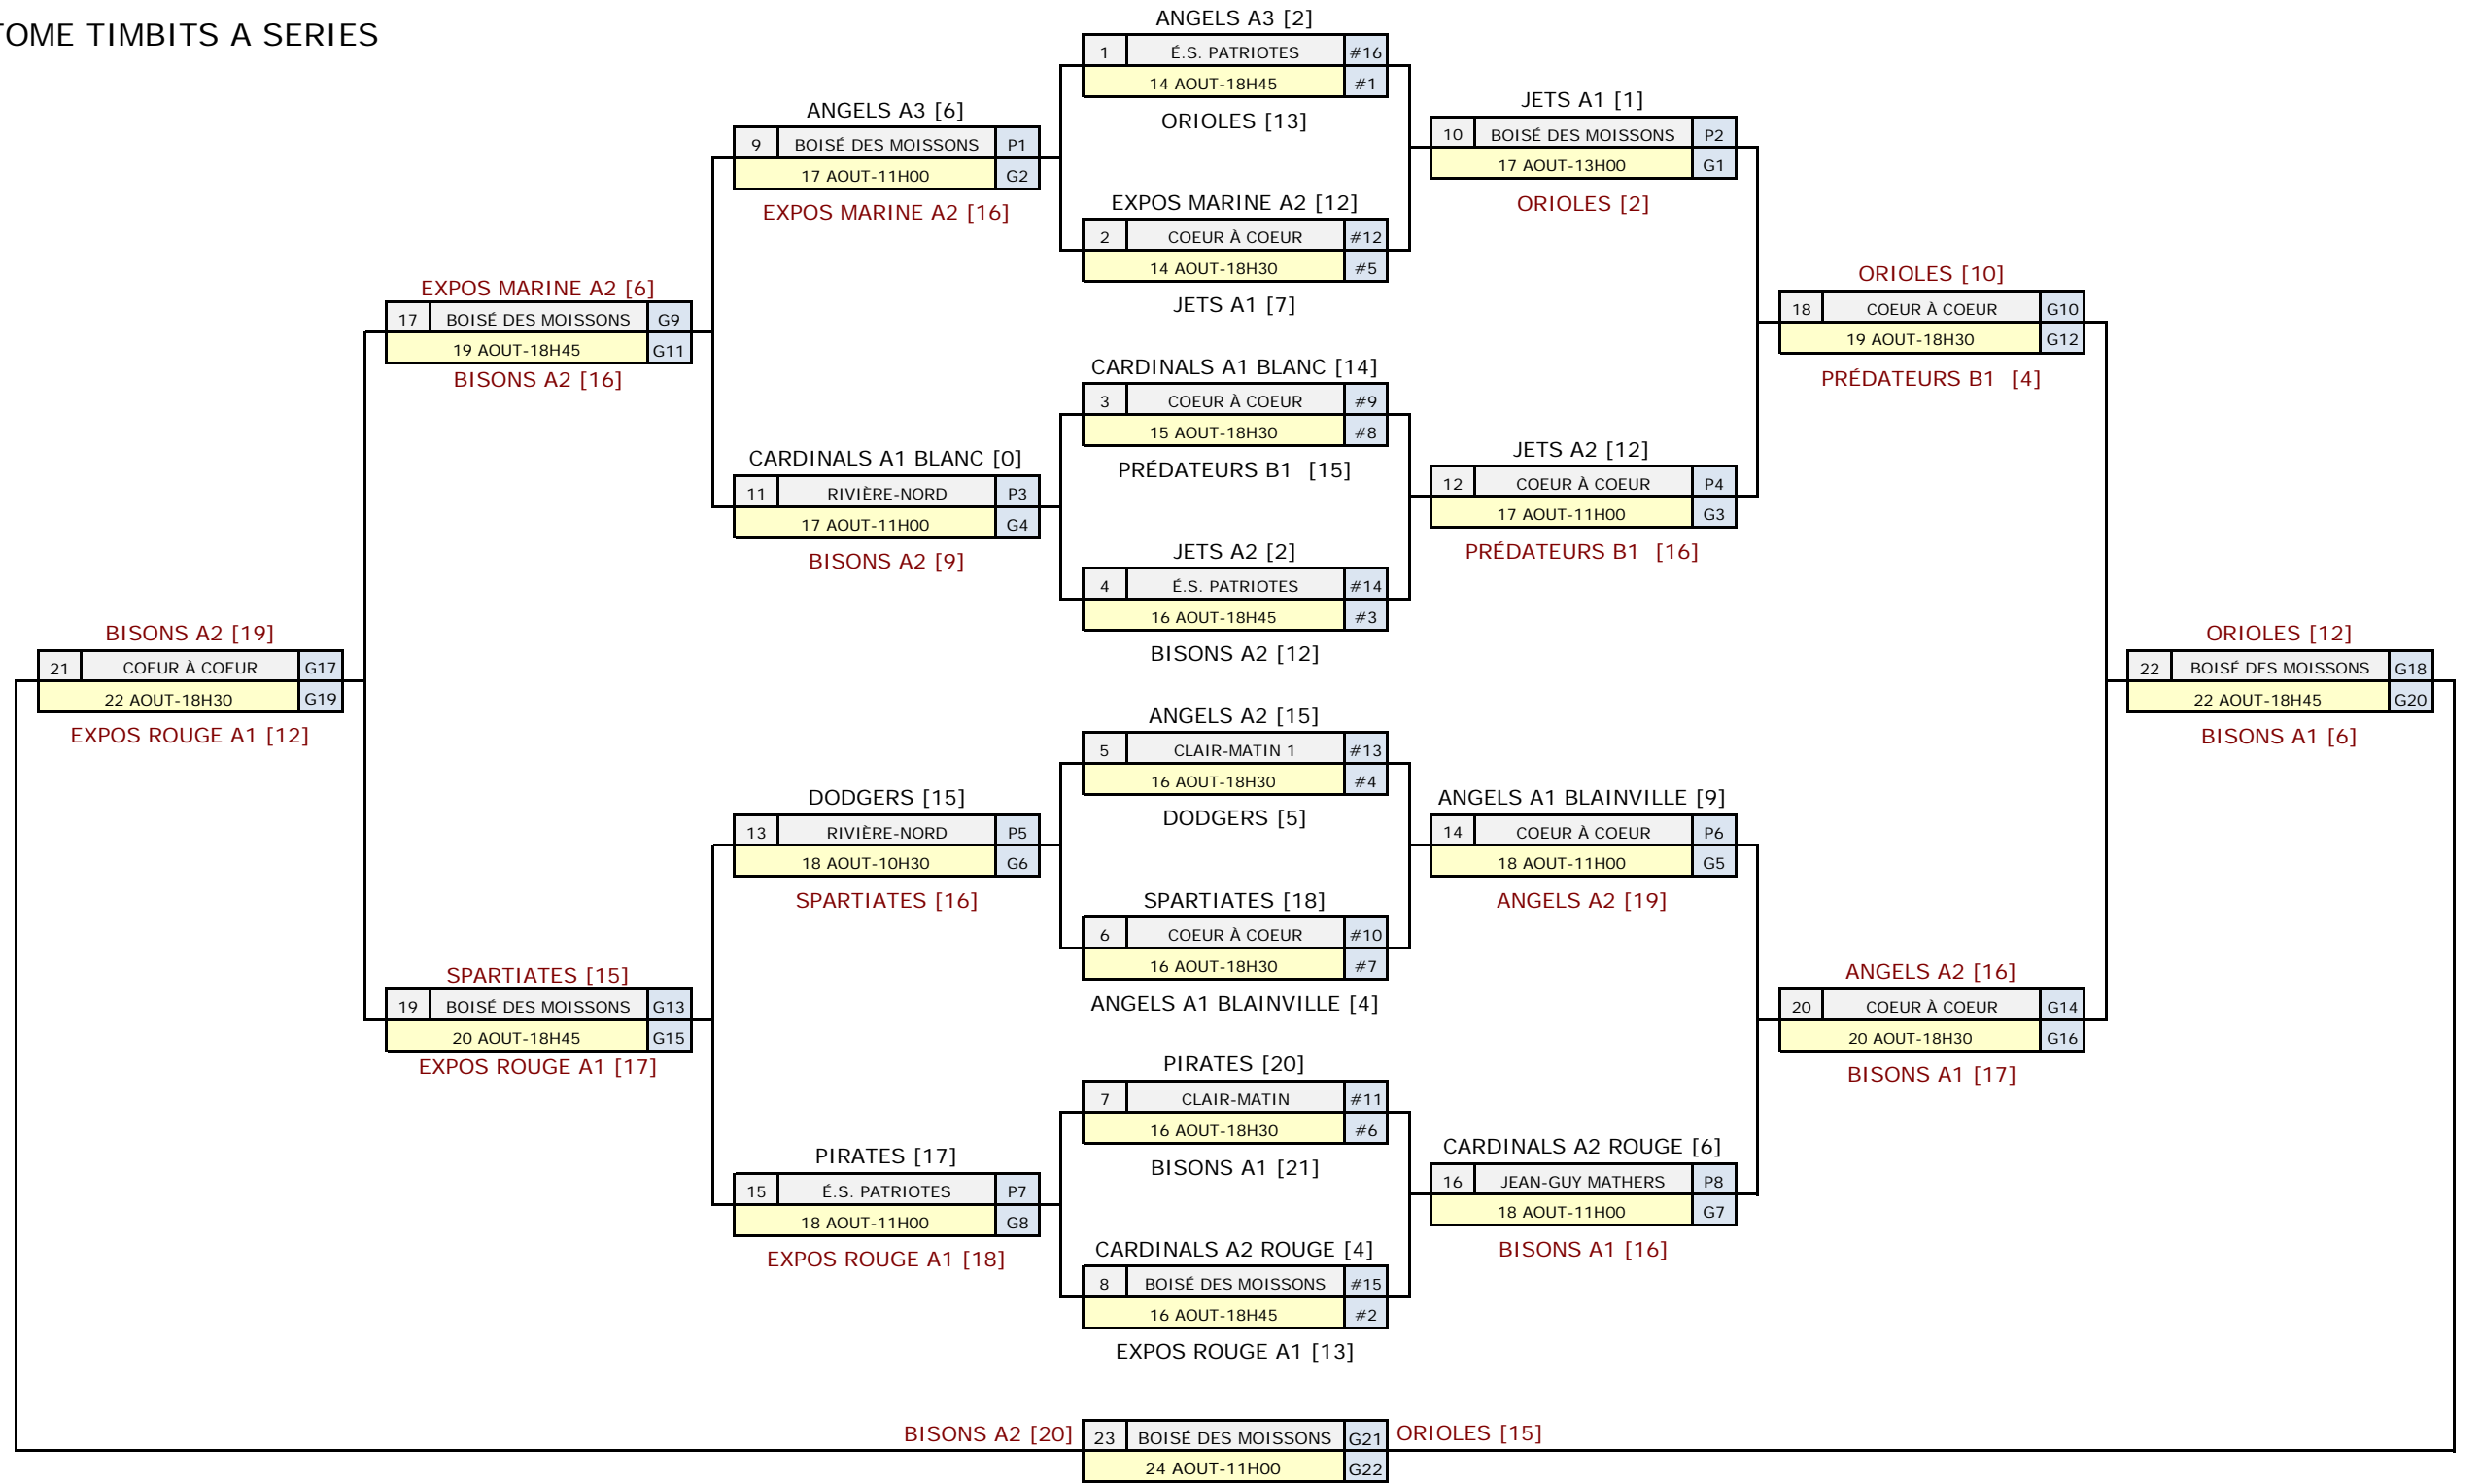 TOME TIMBITS A SERIES
ANGELS A3 [2]
1 É.S. PATRIOTES #16
14 AOUT-18H45 #1
ORIOLES [13]
ANGELS A3 [6]
9 BOISÉ DES MOISSONS P1
17 AOUT-11H00 G2
EXPOS MARINE A2 [16]
JETS A1 [1]
10 BOISÉ DES MOISSONS P2
17 AOUT-13H00 G1
ORIOLES [2]
EXPOS MARINE A2 [12]
2 COEUR À COEUR #12
14 AOUT-18H30 #5
JETS A1 [7]
EXPOS MARINE A2 [6]
17 BOISÉ DES MOISSONS G9
19 AOUT-18H45 G11
BISONS A2 [16]
ORIOLES [10]
18 COEUR À COEUR G10
19 AOUT-18H30 G12
PRÉDATEURS B1 [4]
CARDINALS A1 BLANC [14]
3 COEUR À COEUR #9
15 AOUT-18H30 #8
PRÉDATEURS B1 [15]
CARDINALS A1 BLANC [0]
11 RIVIÈRE-NORD P3
17 AOUT-11H00 G4
BISONS A2 [9]
JETS A2 [12]
12 COEUR À COEUR P4
17 AOUT-11H00 G3
PRÉDATEURS B1 [16]
JETS A2 [2]
4 É.S. PATRIOTES #14
16 AOUT-18H45 #3
BISONS A2 [12]
BISONS A2 [19]
21 COEUR À COEUR G17
22 AOUT-18H30 G19
EXPOS ROUGE A1 [12]
ORIOLES [12]
22 BOISÉ DES MOISSONS G18
22 AOUT-18H45 G20
BISONS A1 [6]
ANGELS A2 [15]
5 CLAIR-MATIN 1 #13
16 AOUT-18H30 #4
DODGERS [5]
DODGERS [15]
13 RIVIÈRE-NORD P5
18 AOUT-10H30 G6
SPARTIATES [16]
ANGELS A1 BLAINVILLE [9]
14 COEUR À COEUR P6
18 AOUT-11H00 G5
ANGELS A2 [19]
SPARTIATES [18]
6 COEUR À COEUR #10
16 AOUT-18H30 #7
ANGELS A1 BLAINVILLE [4]
SPARTIATES [15]
19 BOISÉ DES MOISSONS G13
20 AOUT-18H45 G15
EXPOS ROUGE A1 [17]
ANGELS A2 [16]
20 COEUR À COEUR G14
20 AOUT-18H30 G16
BISONS A1 [17]
PIRATES [20]
7 CLAIR-MATIN #11
16 AOUT-18H30 #6
BISONS A1 [21]
PIRATES [17]
15 É.S. PATRIOTES P7
18 AOUT-11H00 G8
EXPOS ROUGE A1 [18]
CARDINALS A2 ROUGE [6]
16 JEAN-GUY MATHERS P8
18 AOUT-11H00 G7
BISONS A1 [16]
CARDINALS A2 ROUGE [4]
8 BOISÉ DES MOISSONS #15
16 AOUT-18H45 #2
EXPOS ROUGE A1 [13]
BISONS A2 [20] 23 BOISÉ DES MOISSONS G21 ORIOLES [15]
24 AOUT-11H00 G22